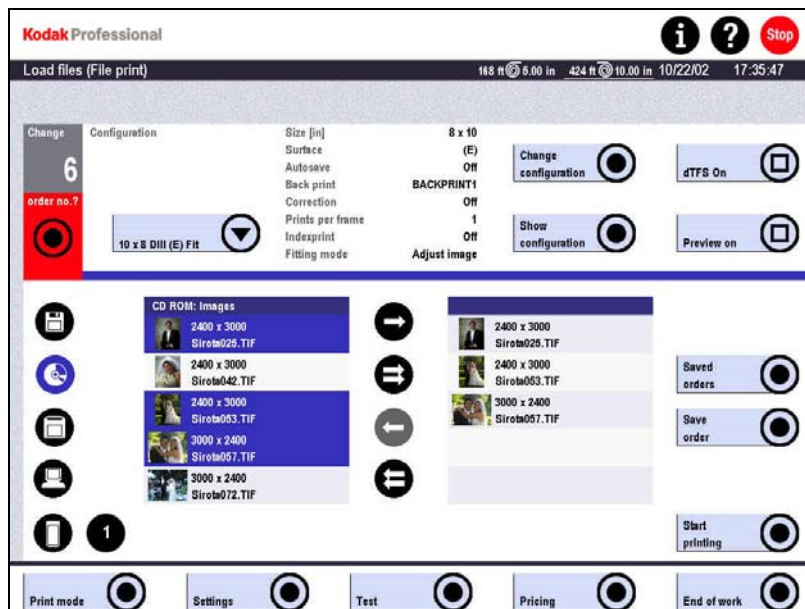 Kodak Professional
i ? Stop
Load files (File print) 168 ft 5.00 in 424 ft 10.00 in 10/22/02 17:35:47
Change
6
order no.?
Configuration
10 x 8 DIII (E) Fit
Size [in] 8 x 10
Surface (E)
Autosave Off
Back print BACKPRINT1
Correction Off
Prints per frame 1
Indexprint Off
Fitting mode Adjust image
Change
configuration
dTFS On
Show
configuration
Preview on
CD ROM: Images
2400 x 3000
Sirota025.TIF
2400 x 3000
Sirota042.TIF
2400 x 3000
Sirota053.TIF
3000 x 2400
Sirota057.TIF
3000 x 2400
Sirota072.TIF
2400 x 3000
Sirota025.TIF
2400 x 3000
Sirota053.TIF
3000 x 2400
Sirota057.TIF
Saved
orders
Save
order
1
Start
printing
Print mode Settings Test Pricing End of work